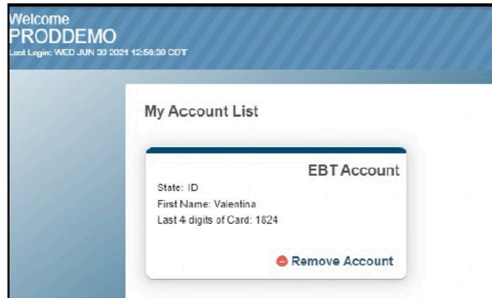 Welcome
PRODDEMO
Last Login: WED JUN 30 2021 12:56:30 CDT
My Account List
EBT Account
State: ID
First Name: Valentina
Last 4 digits of Card: 1824
Remove Account